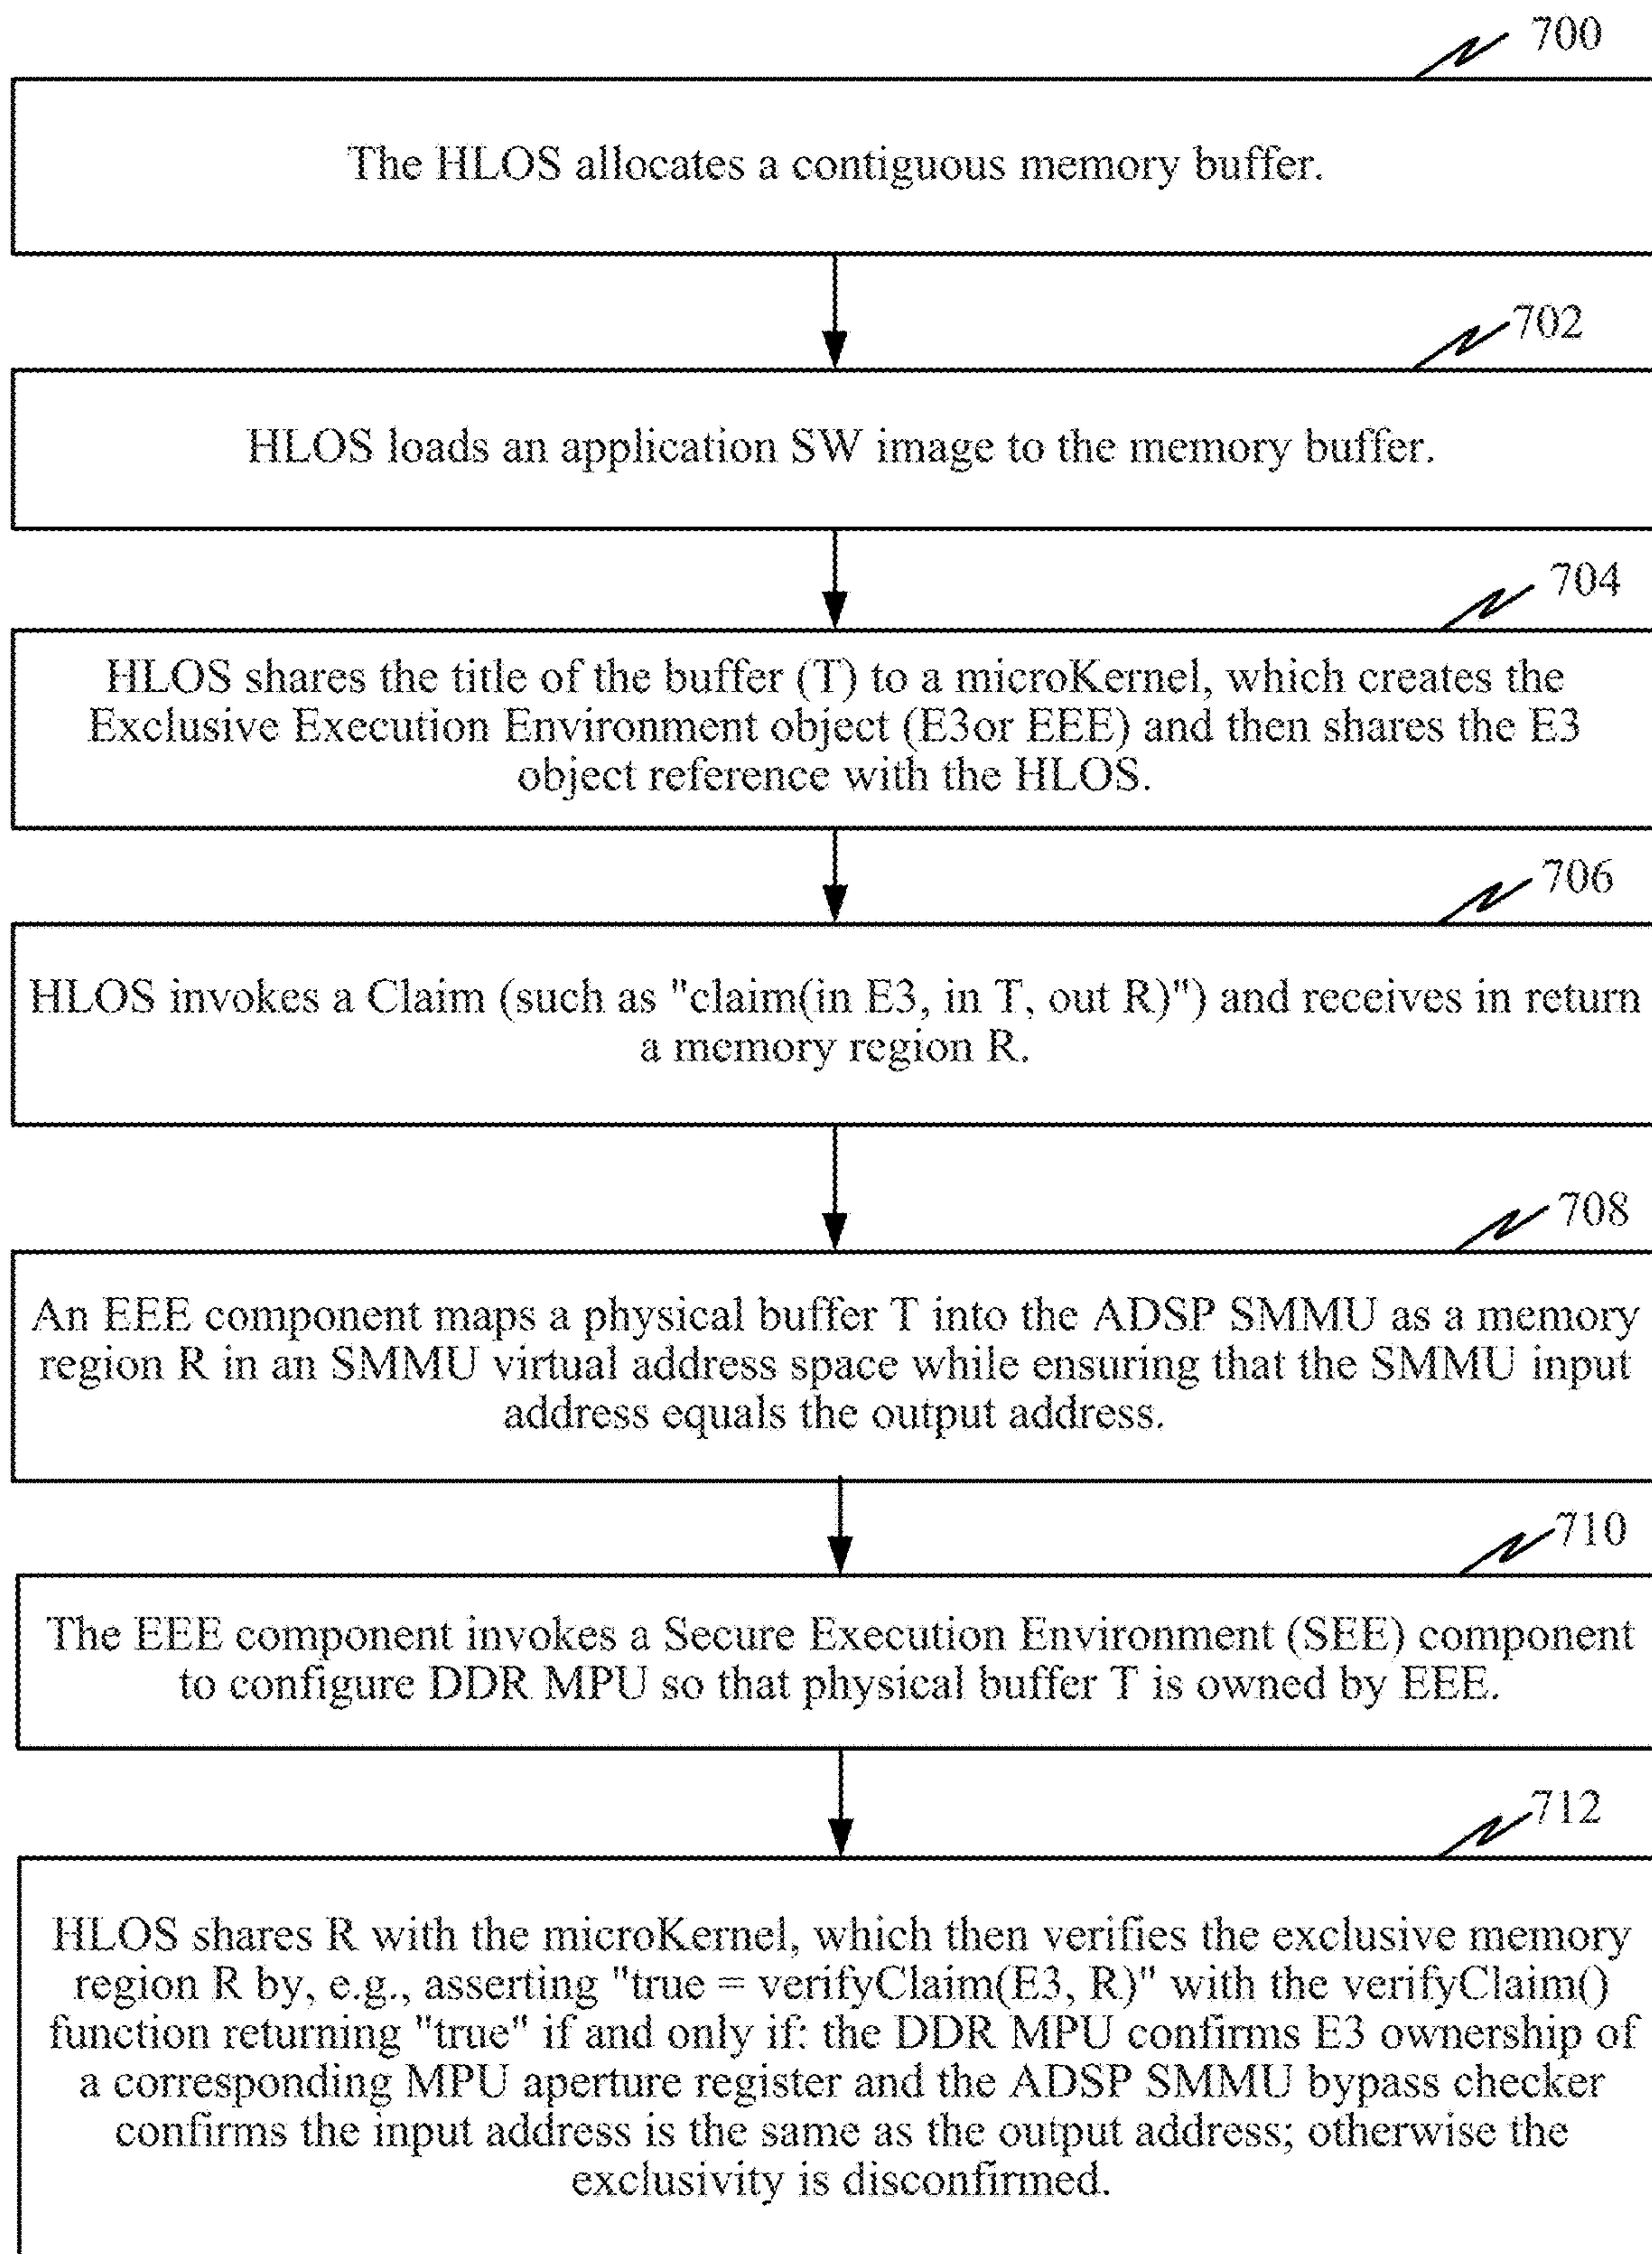 700
The HLOS allocates a contiguous memory buffer.
702
HLOS loads an application SW image to the memory buffer.
704
HLOS shares the title of the buffer (T) to a microKernel, which creates the
Exclusive Execution Environment object (E3or EEE) and then shares the E3
object reference with the HLOS.
706
HLOS invokes a Claim (such as "claim(in E3, in T, out R)") and receives in return
a memory region R.
708
An EEE component maps a physical buffer T into the ADSP SMMU as a memory
region R in an SMMU virtual address space while ensuring that the SMMU input
address equals the output address.
710
The EEE component invokes a Secure Execution Environment (SEE) component
to configure DDR MPU so that physical buffer T is owned by EEE.
712
HLOS shares R with the microKernel, which then verifies the exclusive memory
region R by, e.g., asserting "true = verifyClaim(E3, R)" with the verifyClaim()
function returning "true" if and only if: the DDR MPU confirms E3 ownership of
a corresponding MPU aperture register and the ADSP SMMU bypass checker
confirms the input address is the same as the output address; otherwise the
exclusivity is disconfirmed.